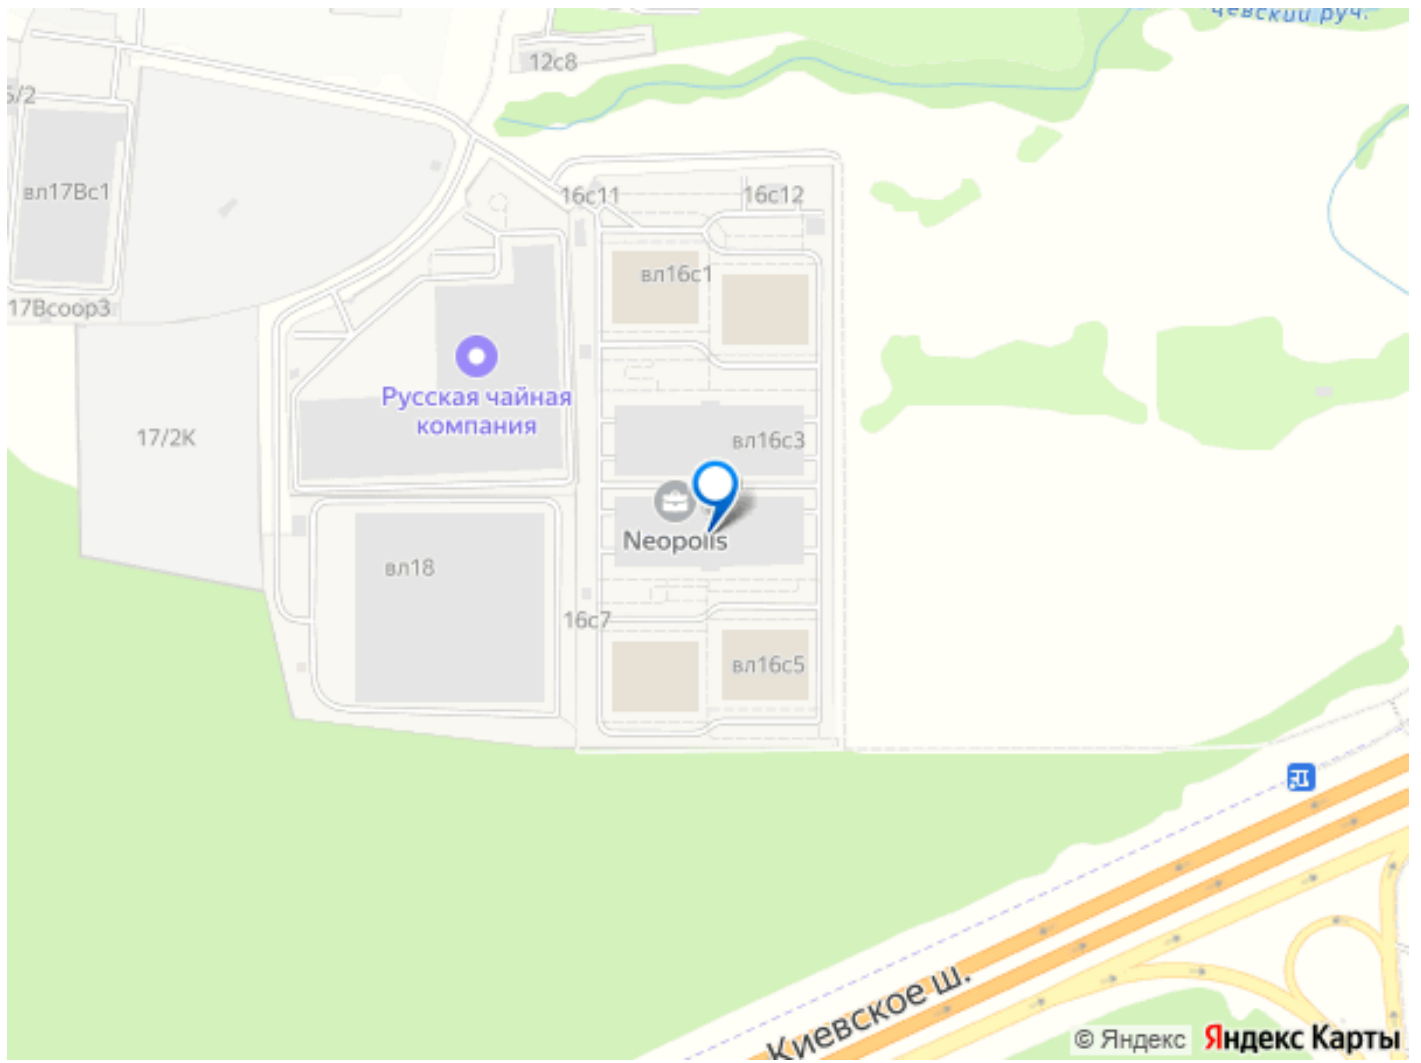 12с8
вл17Вс1
16с11
16с12
вл16с1
17Всоор3
Русская чайная
компания
17/2К
вл16с3
Neopolis
вл18
16с7
вл16с5
Киевское ш.
© Яндекс
Яндекс Карты